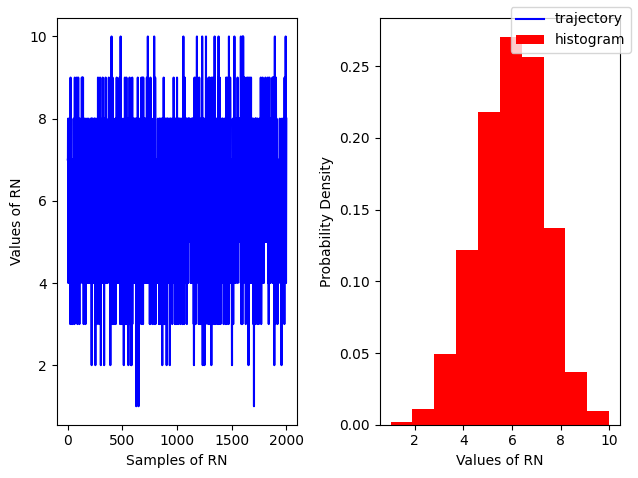 trajectory
histogram
10
8
6
4
2
Values of RN
0 500 1000 1500 2000
Samples of RN
0.25
0.20
0.15
0.10
0.05
0.00
Probability Density
2 4 6 8 10
Values of RN